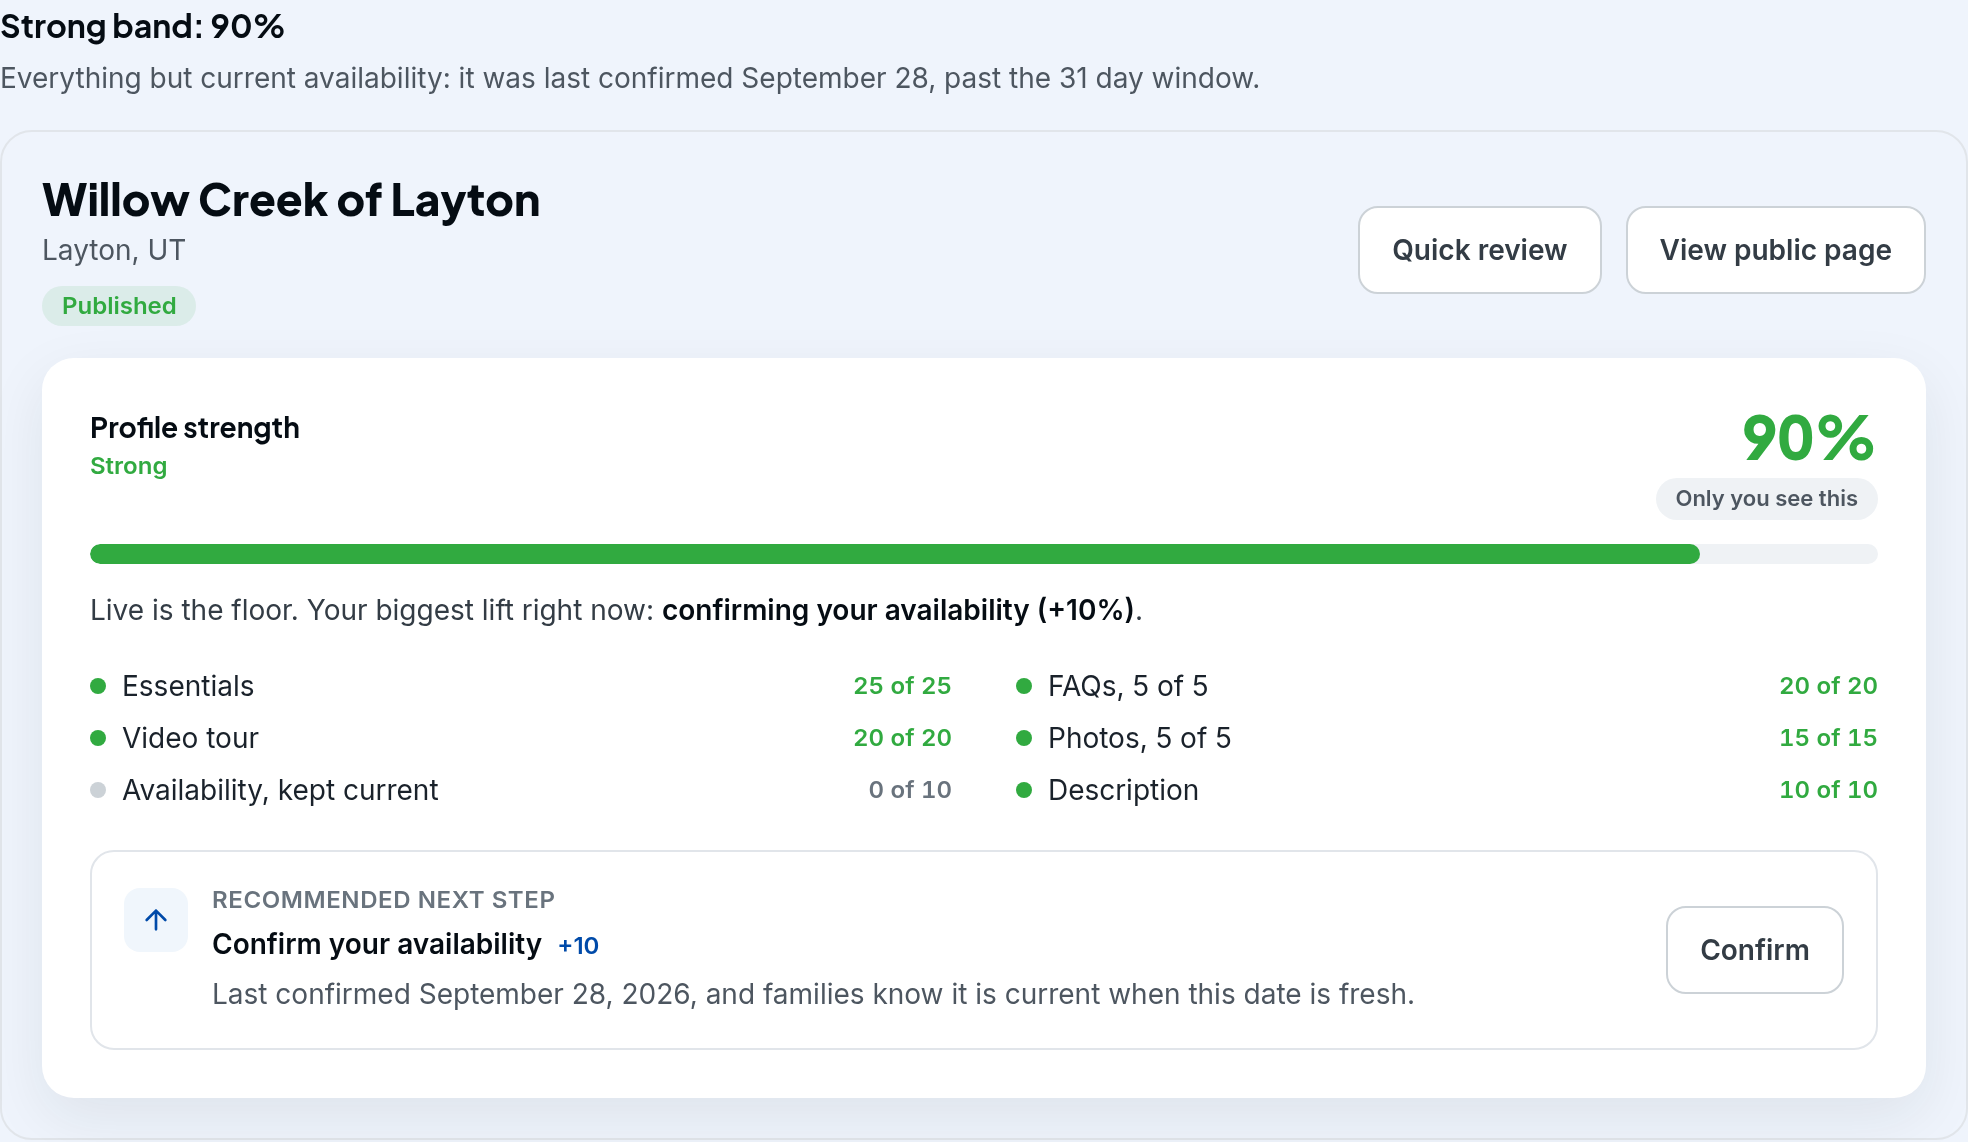 Strong band: 90%
Everything but current availability: it was last confirmed September 28, past the 31 day window.
Willow Creek of Layton
Layton, UT
Published
Quick review
View public page
Profile strength
Strong
90%
Only you see this
Live is the floor. Your biggest lift right now: confirming your availability (+10%).
Essentials 25 of 25
FAQs, 5 of 5 20 of 20
Video tour 20 of 20
Photos, 5 of 5 15 of 15
Availability, kept current 0 of 10
Description 10 of 10
RECOMMENDED NEXT STEP
Confirm your availability +10
Last confirmed September 28, 2026, and families know it is current when this date is fresh.
Confirm